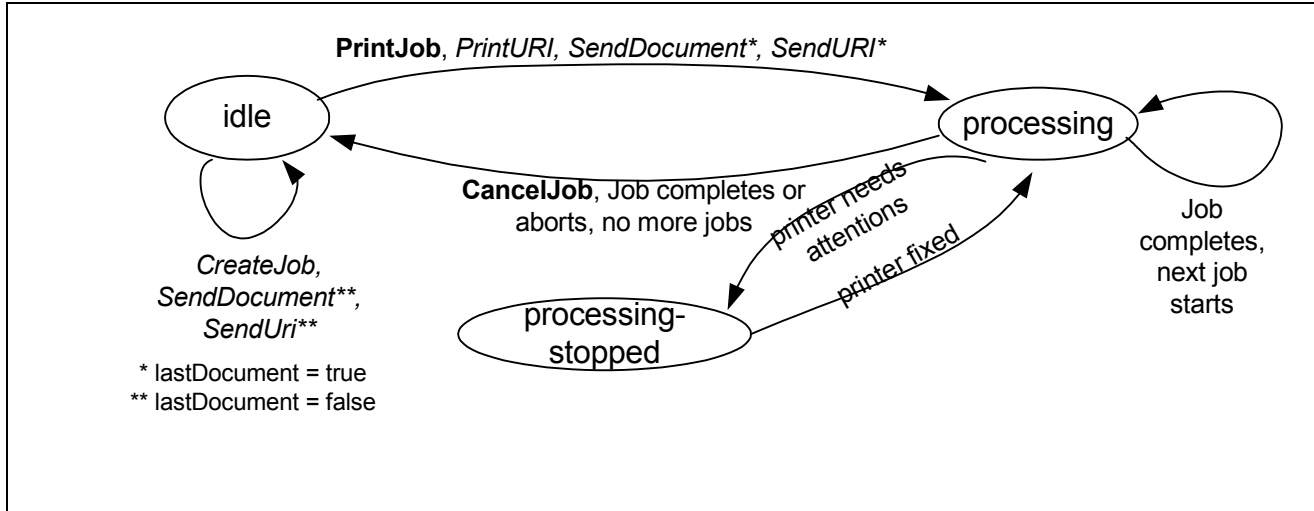 PrintJob, PrintURI, SendDocument*, SendURI*
idle
processing
CancelJob, Job completes or
aborts, no more jobs
printer needs
attentions
printer fixed
Job
completes,
next job
starts
CreateJob,
SendDocument**,
SendUri**
processing-
stopped
* lastDocument = true
** lastDocument = false